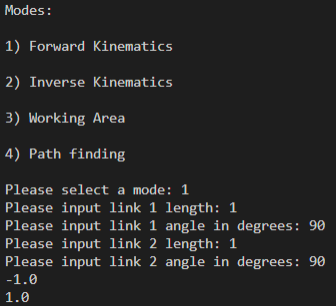 Modes:
1) Forward Kinematics
2) Inverse Kinematics
3) Working Area
4) Path finding
Please select a mode: 1
Please input link 1 length: 1
Please input link 1 angle in degrees: 90
Please input link 2 length: 1
Please input link 2 angle in degrees: 90
-1.0
1.0